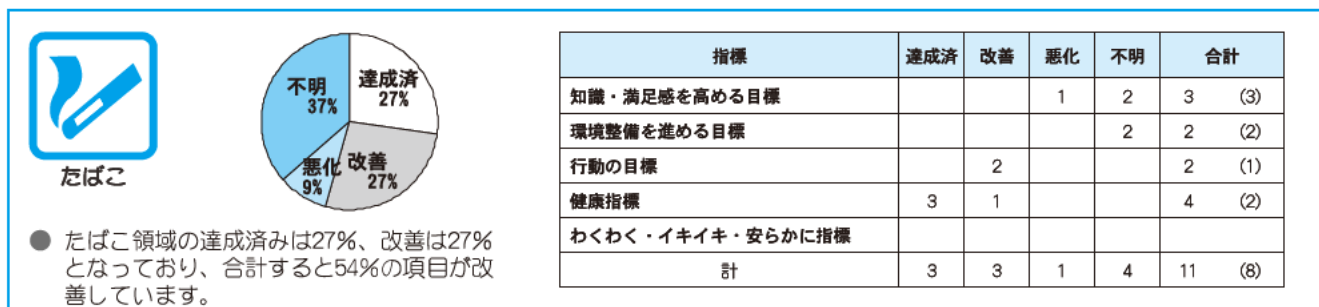 たばこ
不明
37%
達成済
27%
悪化
9%
改善
27%
● たばこ領域の達成済みは27%、改善は27%
となっており、合計すると54%の項目が改
善しています。
指標 達成済 改善 悪化 不明 合計
知識・満足感を高める目標 1 2 3 (3)
環境整備を進める目標 2 2 (2)
行動の目標 2 2 (1)
健康指標 3 1 4 (2)
わくわく・イキイキ・安らかに指標
計 3 3 1 4 11 (8)